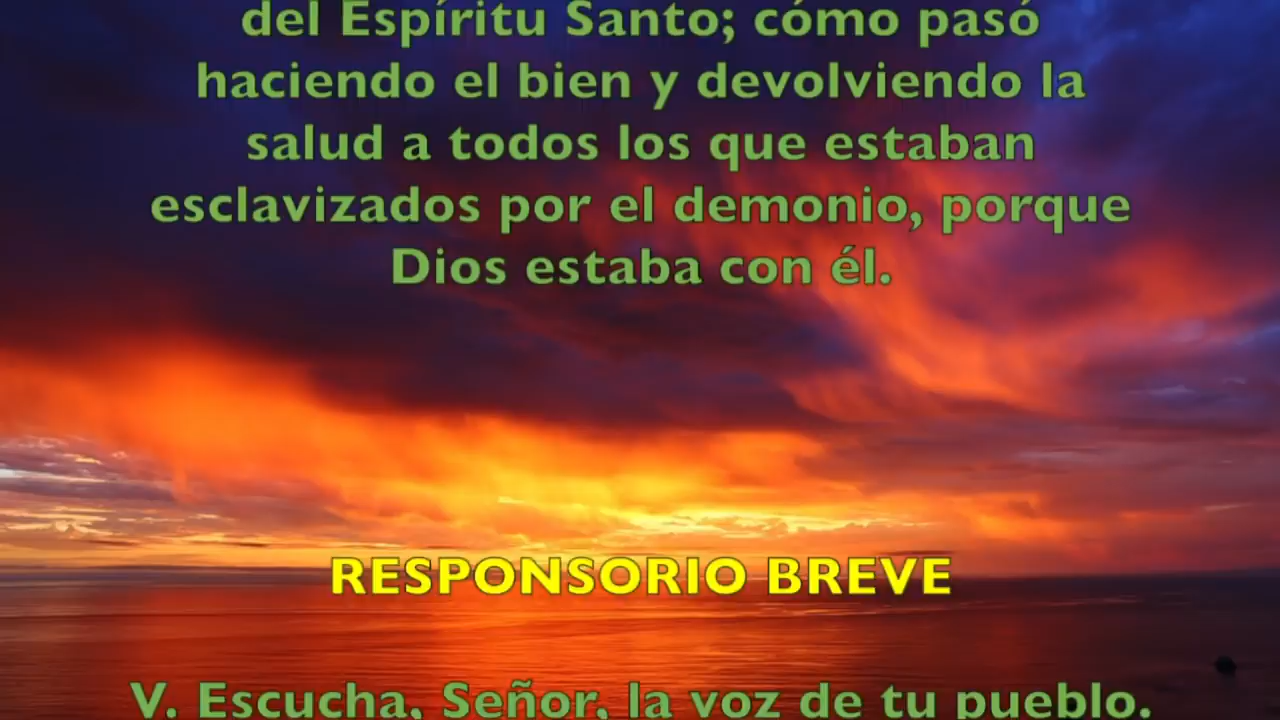 del Espíritu Santo; cómo pasó
haciendo el bien y devolviendo la
salud a todos los que estaban
esclavizados por el demonio, porque
Dios estaba con él.
RESPONSORIO BREVE
V. Escucha, Señor, la voz de tu pueblo.